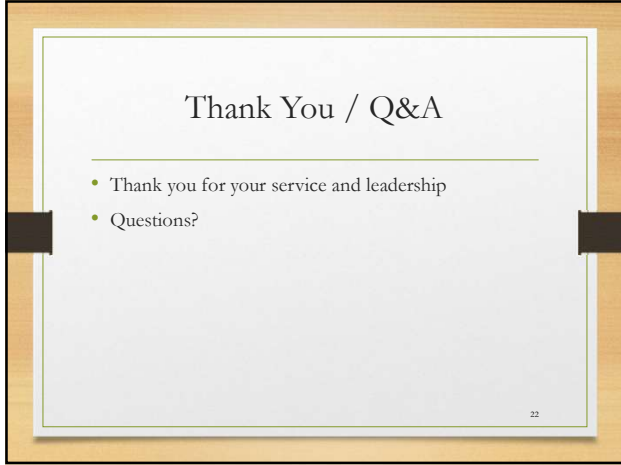 Thank You / Q&A
• Thank you for your service and leadership
• Questions?
22